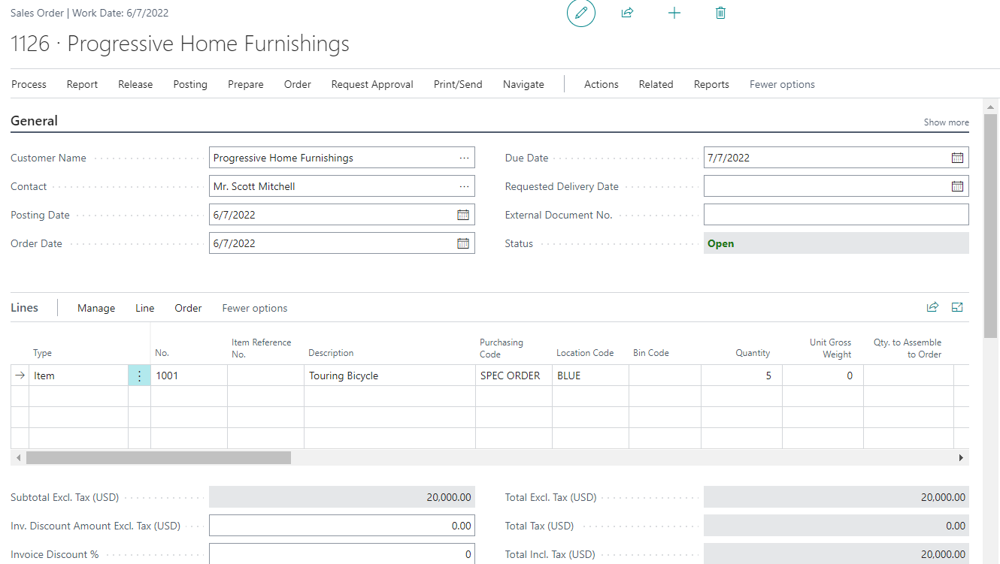 Sales Order | Work Date: 6/7/2022
1126 · Progressive Home Furnishings
Process Report Release Posting Prepare Order Request Approval Print/Send Navigate Actions Related Reports Fewer options
General Show more
Customer Name Progressive Home Furnishings ··· Due Date 7/7/2022
Contact Mr. Scott Mitchell ··· Requested Delivery Date
Posting Date 6/7/2022 External Document No.
Order Date 6/7/2022 Status Open
Lines Manage Line Order Fewer options
Type No. Item Reference No. Description Purchasing Code Location Code Bin Code Quantity Unit Gross Weight Qty. to Assemble to Order
→ Item 1001 Touring Bicycle SPEC ORDER BLUE 5 0
Subtotal Excl. Tax (USD) 20,000.00 Total Excl. Tax (USD) 20,000.00
Inv. Discount Amount Excl. Tax (USD) 0.00 Total Tax (USD) 0.00
Invoice Discount % 0 Total Incl. Tax (USD) 20,000.00